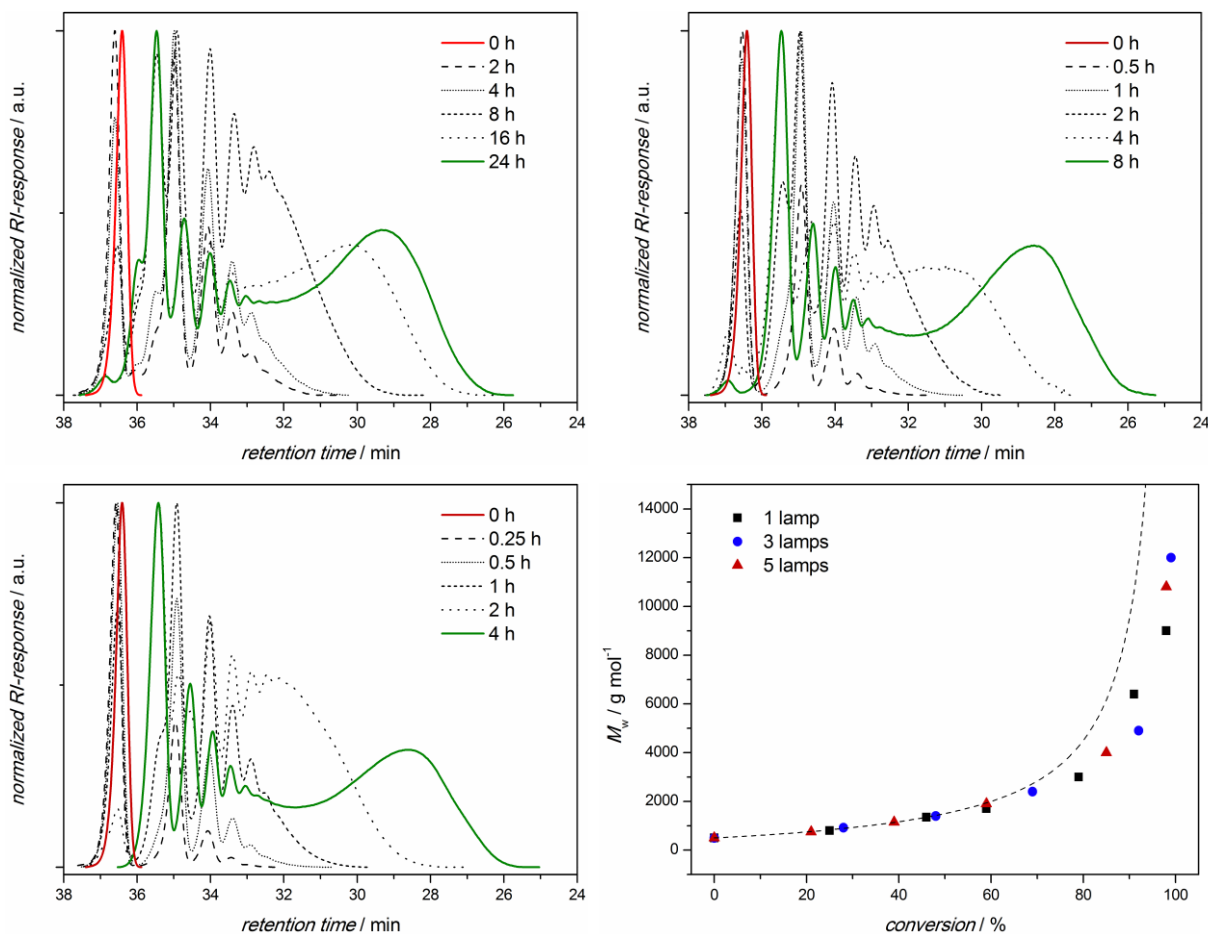 normalized RI-response / a.u.
0 h
2 h
4 h
8 h
16 h
24 h
38 36 34 32 30 28 26 24
retention time / min
normalized RI-response / a.u.
0 h
0.5 h
1 h
2 h
4 h
8 h
38 36 34 32 30 28 26 24
retention time / min
normalized RI-response / a.u.
0 h
0.25 h
0.5 h
1 h
2 h
4 h
38 36 34 32 30 28 26 24
retention time / min
Mw / g mol⁻¹
14000
12000
10000
8000
6000
4000
2000
0
1 lamp
3 lamps
5 lamps
0 20 40 60 80 100
conversion / %